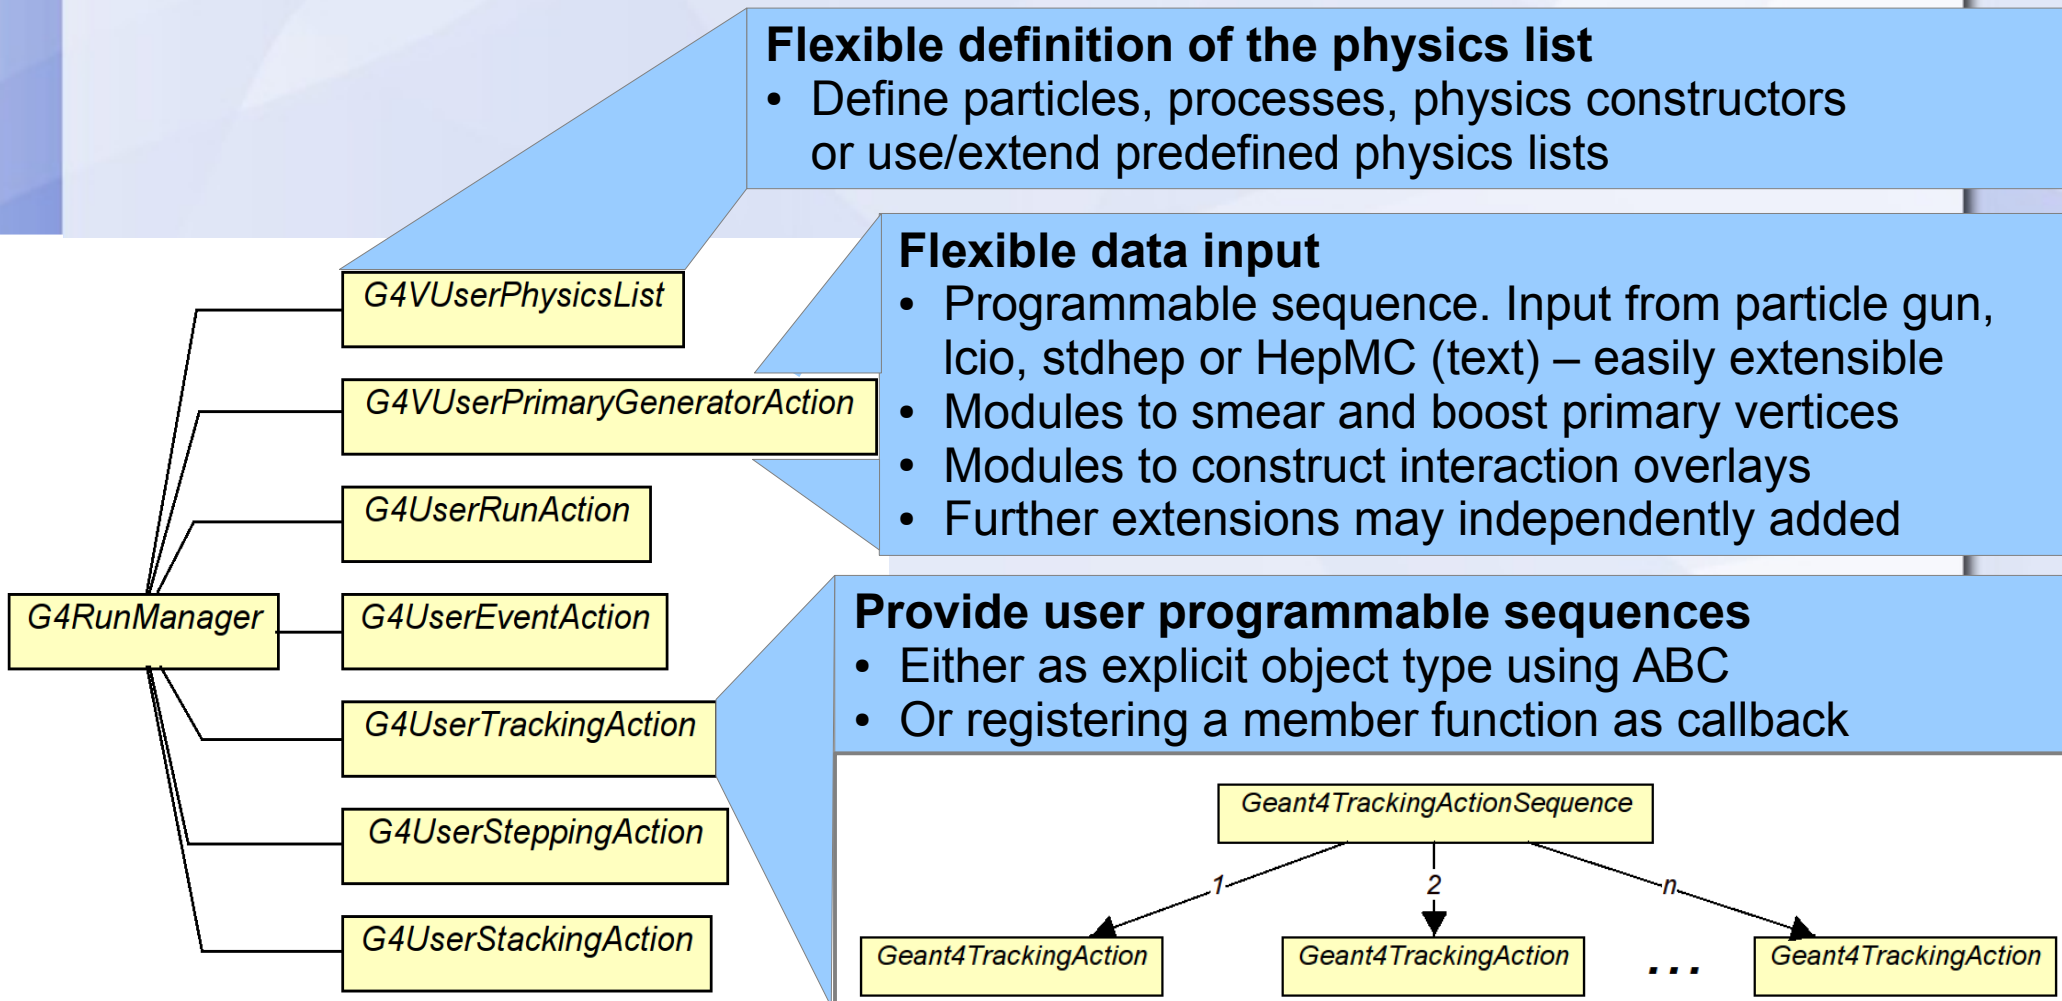 Flexible definition of the physics list
• Define particles, processes, physics constructors
or use/extend predefined physics lists
Flexible data input
• Programmable sequence. Input from particle gun,
lcio, stdhep or HepMC (text) – easily extensible
• Modules to smear and boost primary vertices
• Modules to construct interaction overlays
• Further extensions may independently added
Provide user programmable sequences
• Either as explicit object type using ABC
• Or registering a member function as callback
G4RunManager
G4VUserPhysicsList
G4VUserPrimaryGeneratorAction
G4UserRunAction
G4UserEventAction
G4UserTrackingAction
G4UserSteppingAction
G4UserStackingAction
Geant4TrackingActionSequence
1 2 n
Geant4TrackingAction Geant4TrackingAction ... Geant4TrackingAction